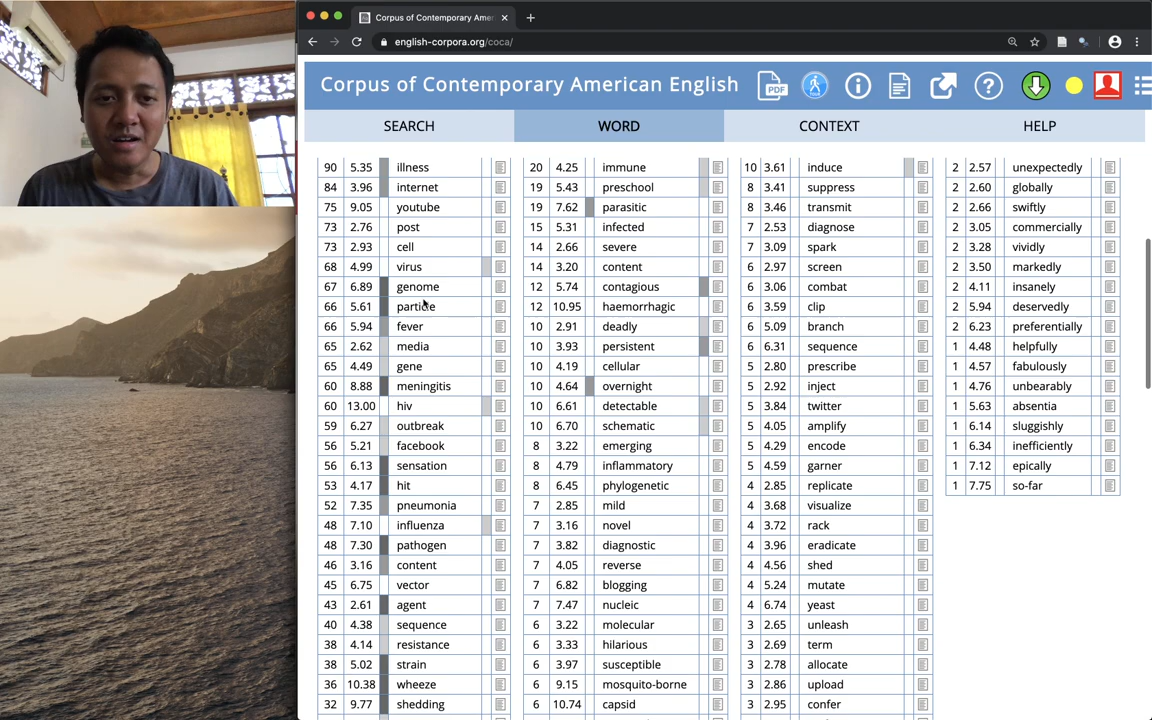 Corpus of Contemporary Amer
english-corpora.org/coca/
Corpus of Contemporary American English
PDF
SEARCH WORD CONTEXT HELP
90 5.35 illness 20 4.25 immune 10 3.61 induce 2 2.57 unexpectedly
84 3.96 internet 19 5.43 preschool 8 3.41 suppress 2 2.60 globally
75 9.05 youtube 19 7.62 parasitic 8 3.46 transmit 2 2.66 swiftly
73 2.76 post 15 5.31 infected 7 2.53 diagnose 2 3.05 commercially
73 2.93 cell 14 2.66 severe 7 3.09 spark 2 3.28 vividly
68 4.99 virus 14 3.20 content 6 2.97 screen 2 3.50 markedly
67 6.89 genome 12 5.74 contagious 6 3.06 combat 2 4.11 insanely
66 5.61 particle 12 10.95 haemorrhagic 6 3.59 clip 2 5.94 deservedly
66 5.94 fever 10 2.91 deadly 6 5.09 branch 2 6.23 preferentially
65 2.62 media 10 3.93 persistent 6 6.31 sequence 1 4.48 helpfully
65 4.49 gene 10 4.19 cellular 5 2.80 prescribe 1 4.57 fabulously
60 8.88 meningitis 10 4.64 overnight 5 2.92 inject 1 4.76 unbearably
60 13.00 hiv 10 6.61 detectable 5 3.84 twitter 1 5.63 absentia
59 6.27 outbreak 10 6.70 schematic 5 4.05 amplify 1 6.14 sluggishly
56 5.21 facebook 8 3.22 emerging 5 4.29 encode 1 6.34 inefficiently
56 6.13 sensation 8 4.79 inflammatory 5 4.59 garner 1 7.12 epically
53 4.17 hit 8 6.45 phylogenetic 4 2.85 replicate 1 7.75 so-far
52 7.35 pneumonia 7 2.85 mild 4 3.68 visualize
48 7.10 influenza 7 3.16 novel 4 3.72 rack
48 7.30 pathogen 7 3.82 diagnostic 4 3.96 eradicate
46 3.16 content 7 4.05 reverse 4 4.56 shed
45 6.75 vector 7 6.82 blogging 4 5.24 mutate
43 2.61 agent 7 7.47 nucleic 4 6.74 yeast
40 4.38 sequence 6 3.22 molecular 3 2.65 unleash
38 4.14 resistance 6 3.33 hilarious 3 2.69 term
38 5.02 strain 6 3.97 susceptible 3 2.78 allocate
36 10.38 wheeze 6 9.15 mosquito-borne 3 2.86 upload
32 9.77 shedding 6 10.74 capsid 3 2.95 confer